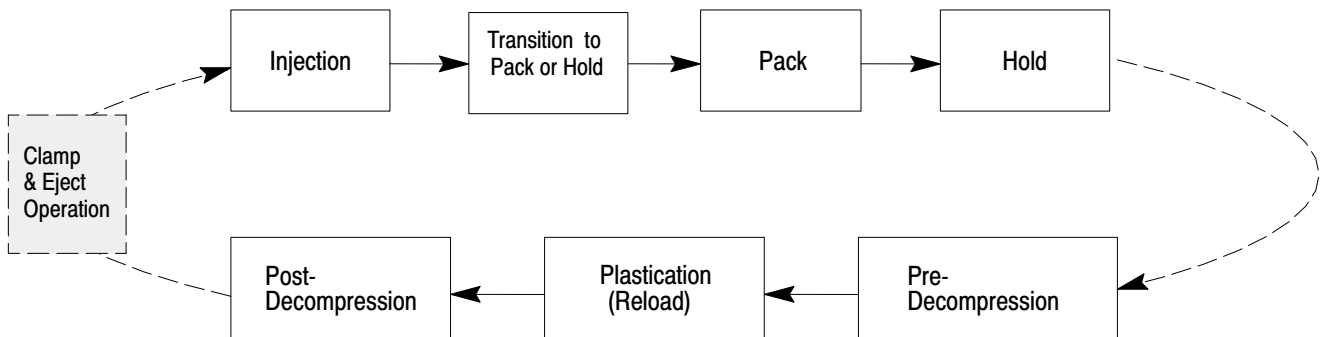 Injection
Transition to
Pack or Hold
Pack
Hold
Clamp
& Eject
Operation
Post-
Decompression
Plastication
(Reload)
Pre-
Decompression